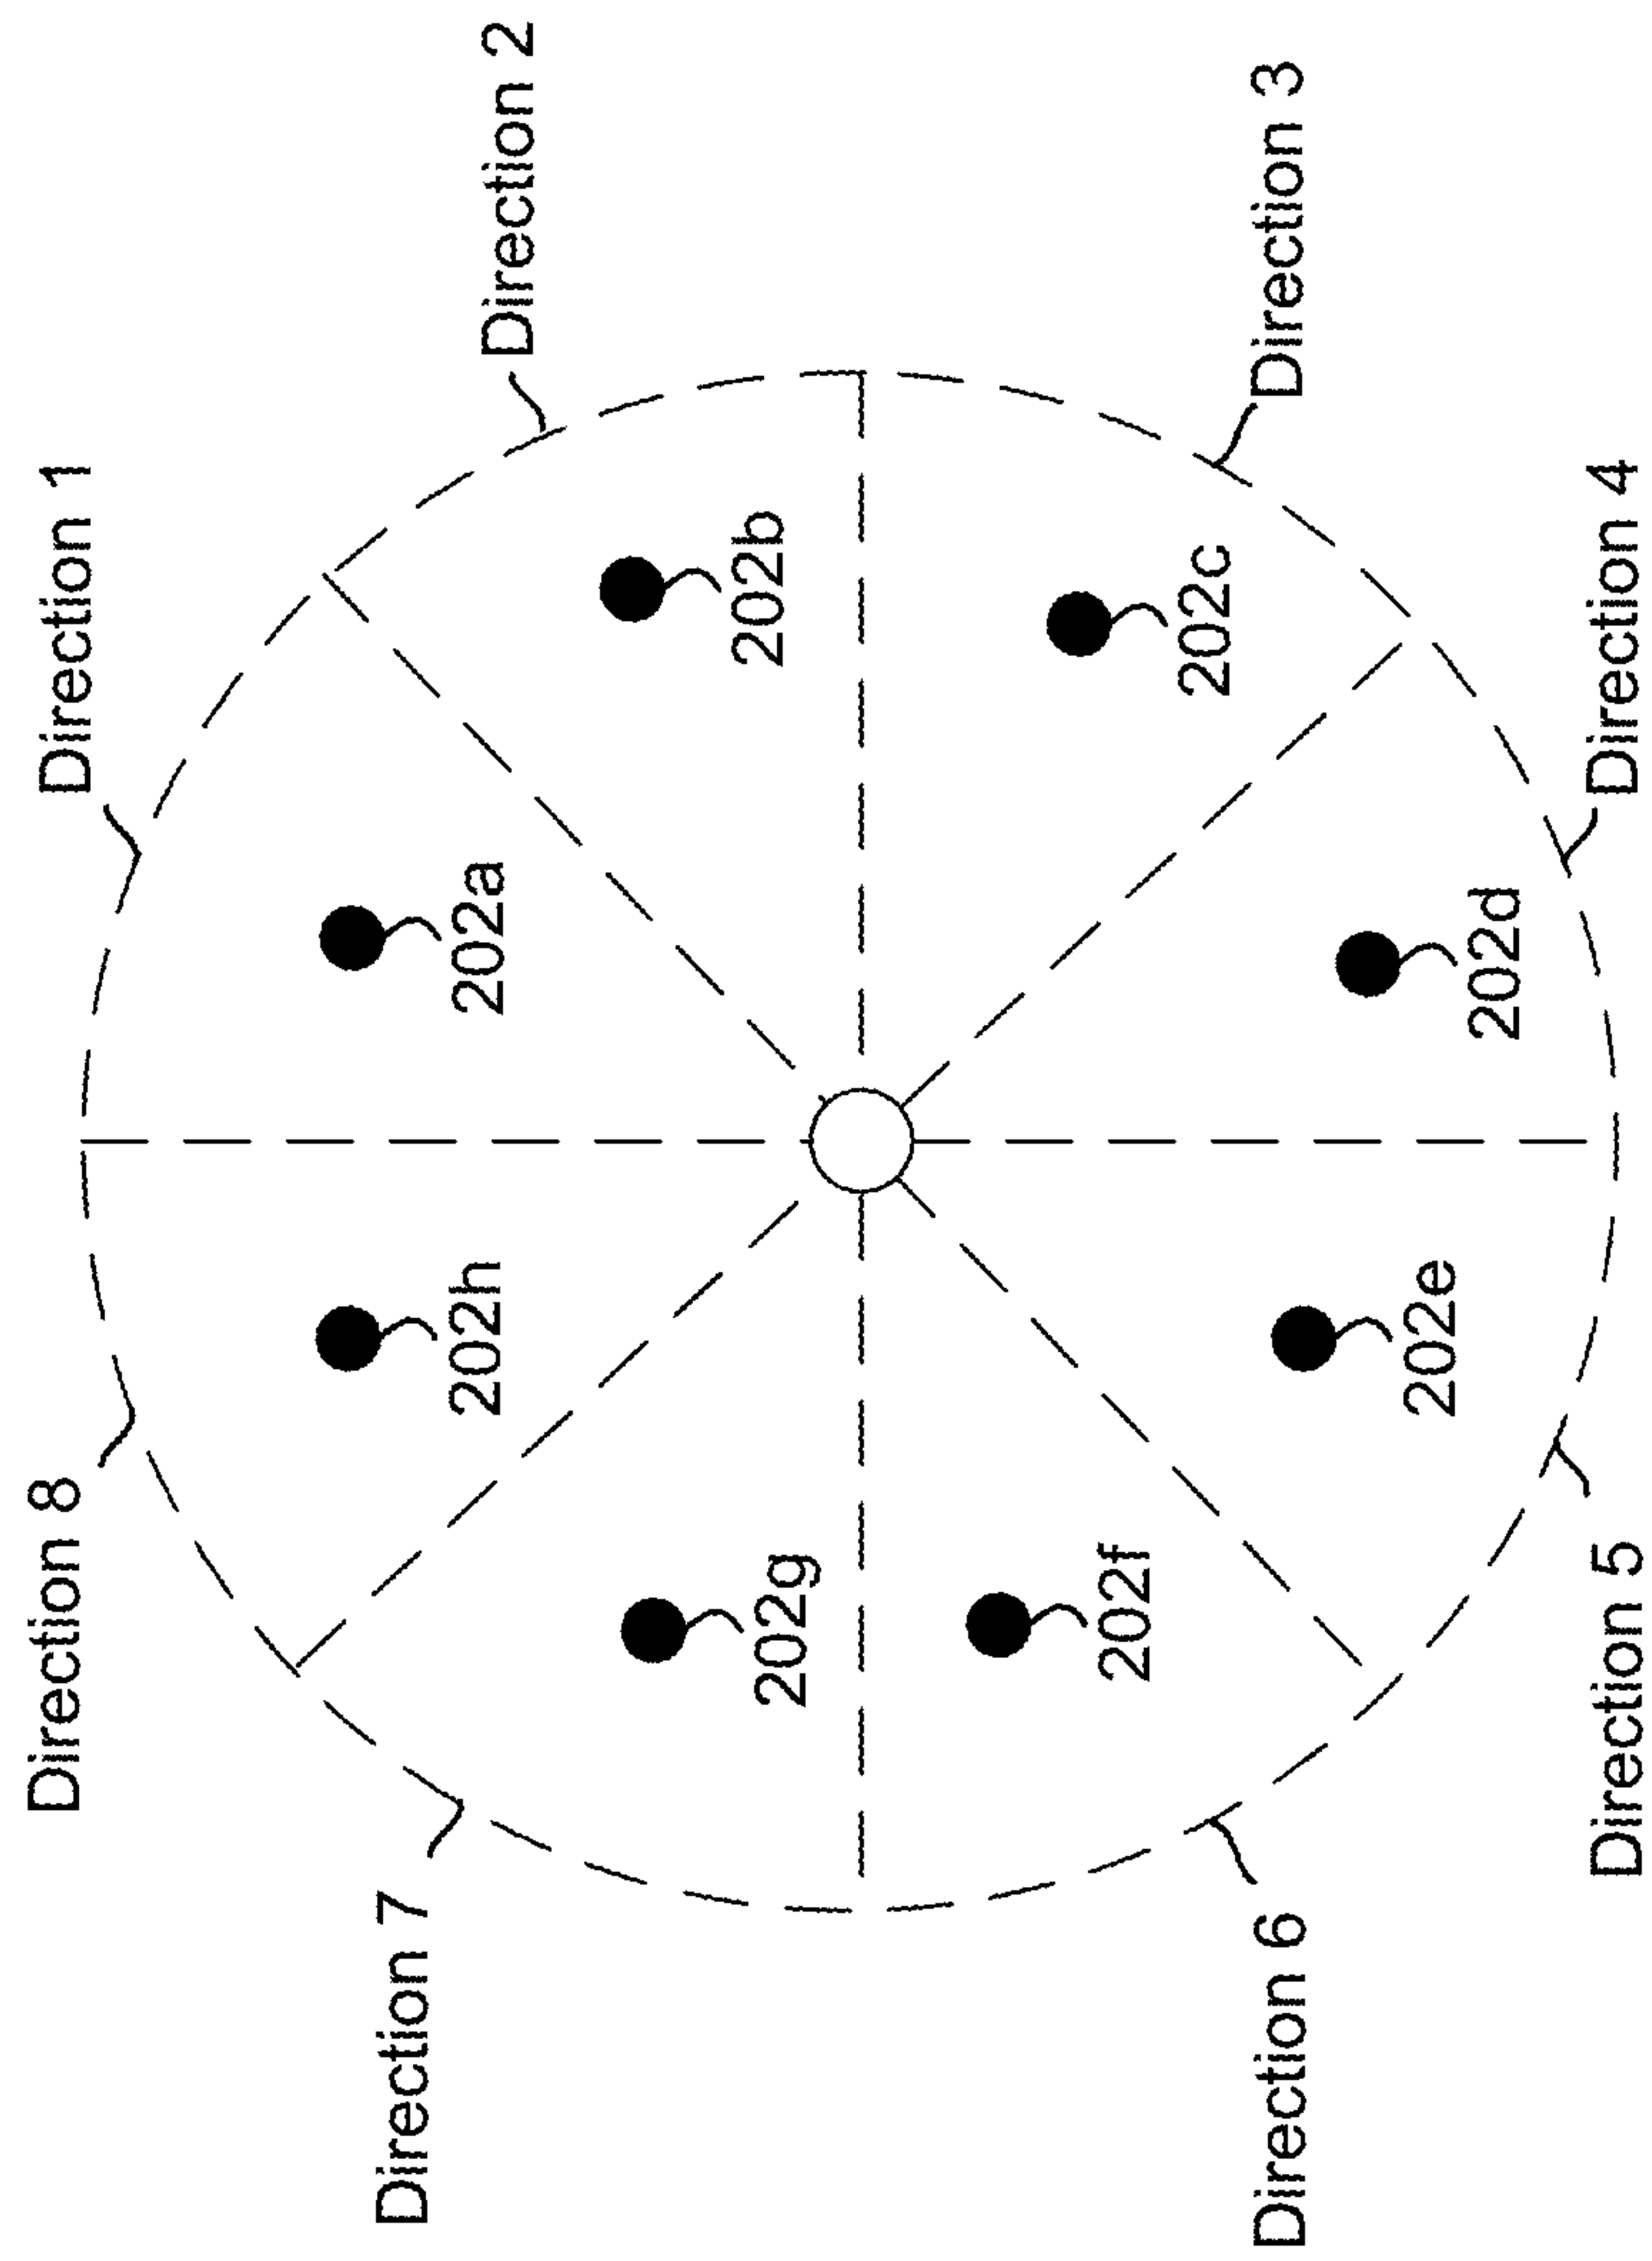 Direction 1
Direction 2
Direction 3
Direction 4
Direction 5
Direction 6
Direction 7
Direction 8
202a
202b
202c
202d
202e
202f
202g
202h